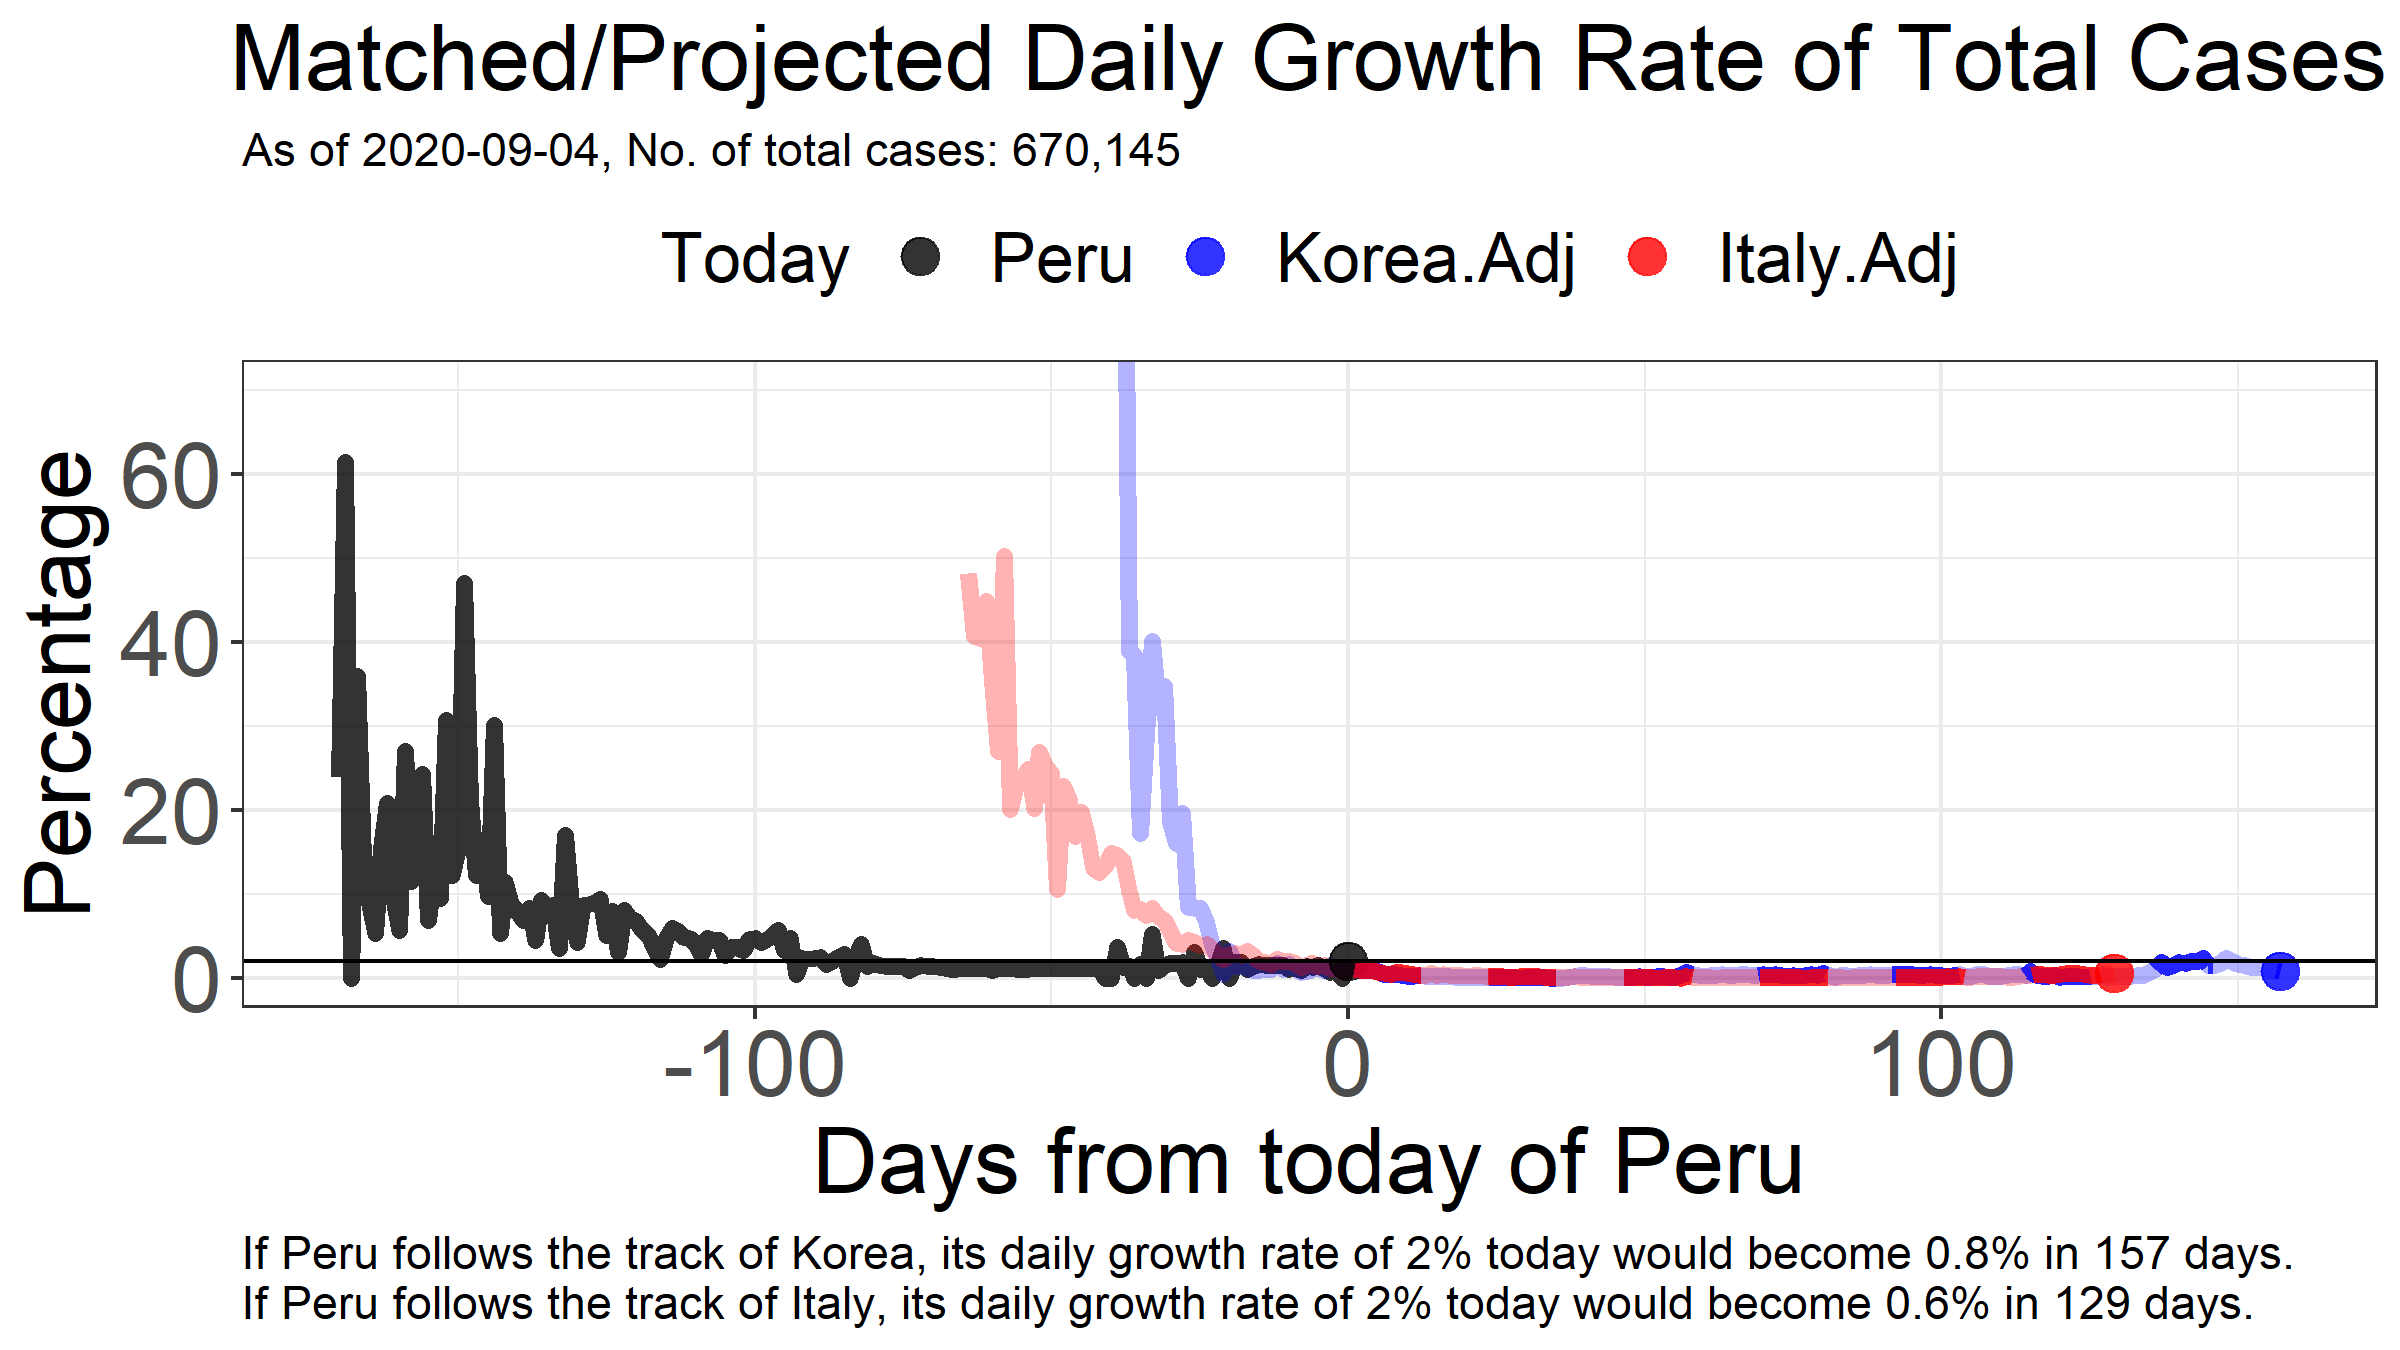 Matched/Projected Daily Growth Rate of Total Cases
As of 2020-09-04, No. of total cases: 670,145
Today Peru Korea.Adj Italy.Adj
Percentage
60
40
20
0
-100 0 100
Days from today of Peru
If Peru follows the track of Korea, its daily growth rate of 2% today would become 0.8% in 157 days.
If Peru follows the track of Italy, its daily growth rate of 2% today would become 0.6% in 129 days.